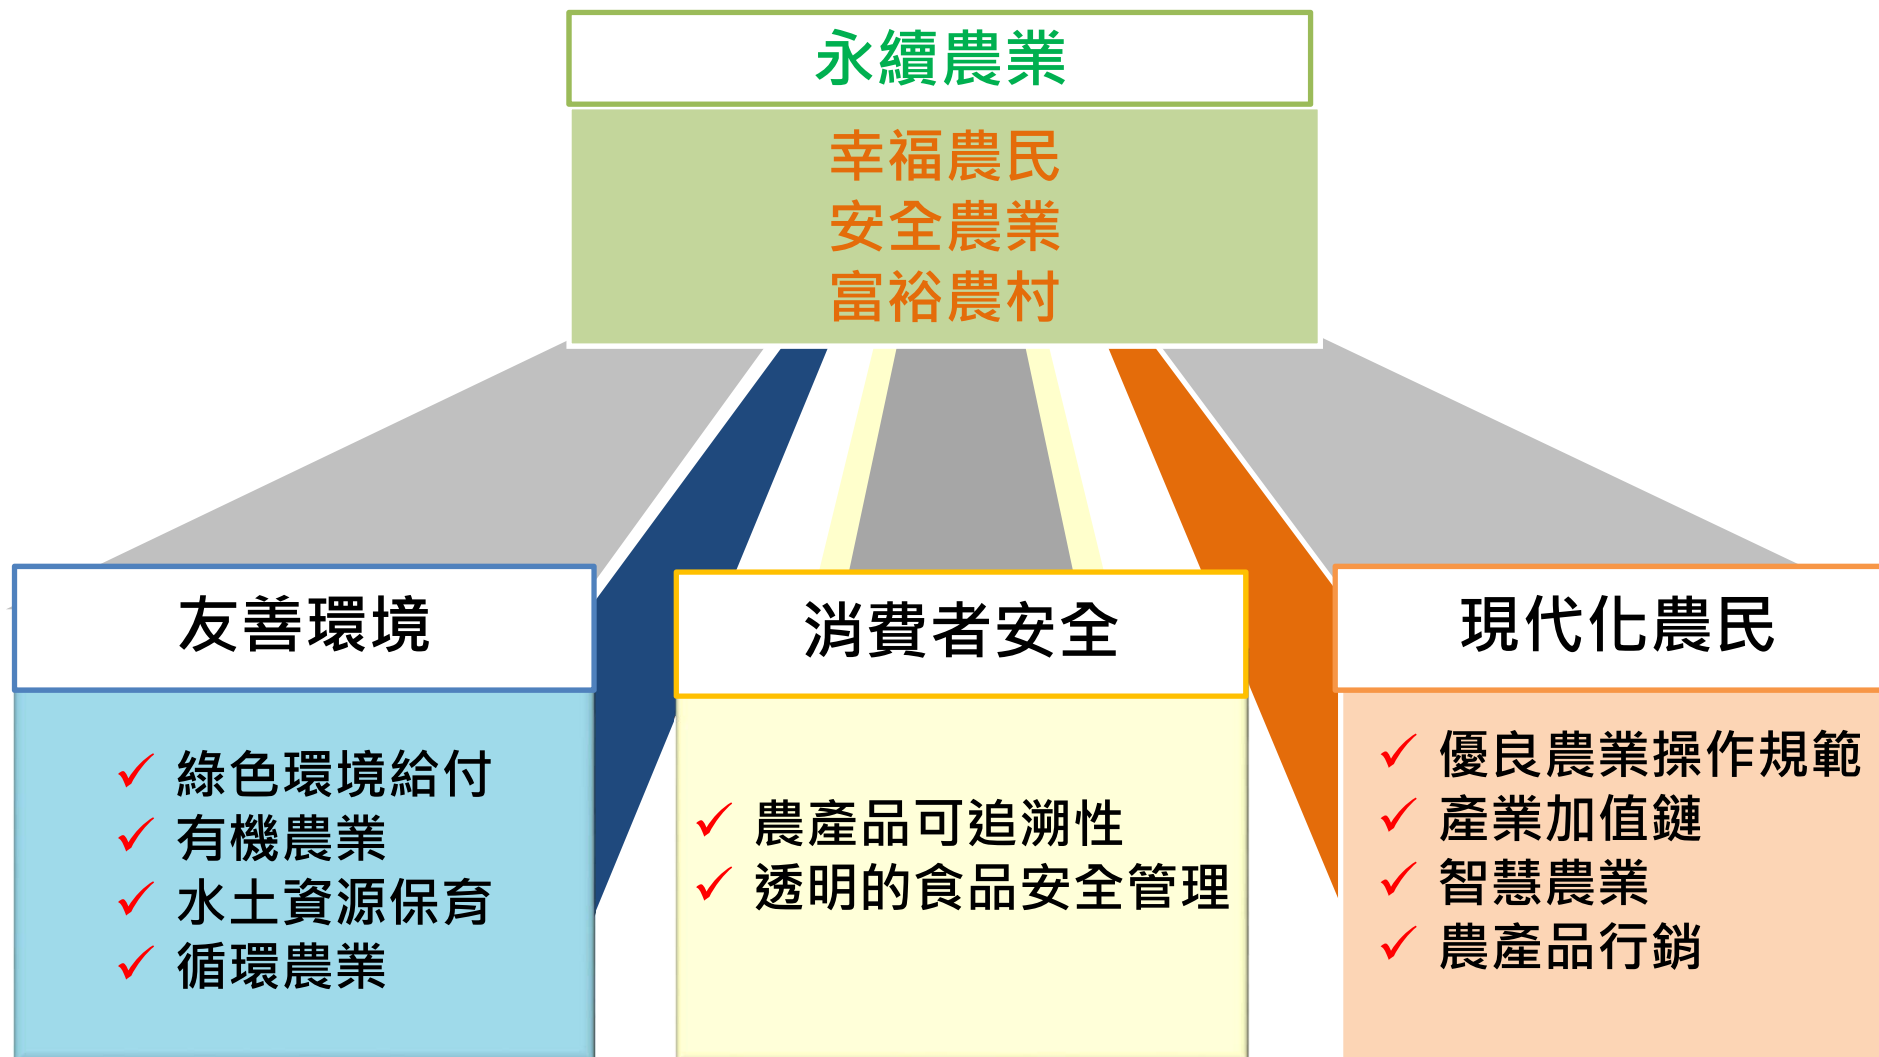 永續農業
幸福農民
安全農業
富裕農村
友善環境
綠色環境給付
有機農業
水土資源保育
循環農業
消費者安全
農產品可追溯性
透明的食品安全管理
現代化農民
優良農業操作規範
產業加值鏈
智慧農業
農產品行銷